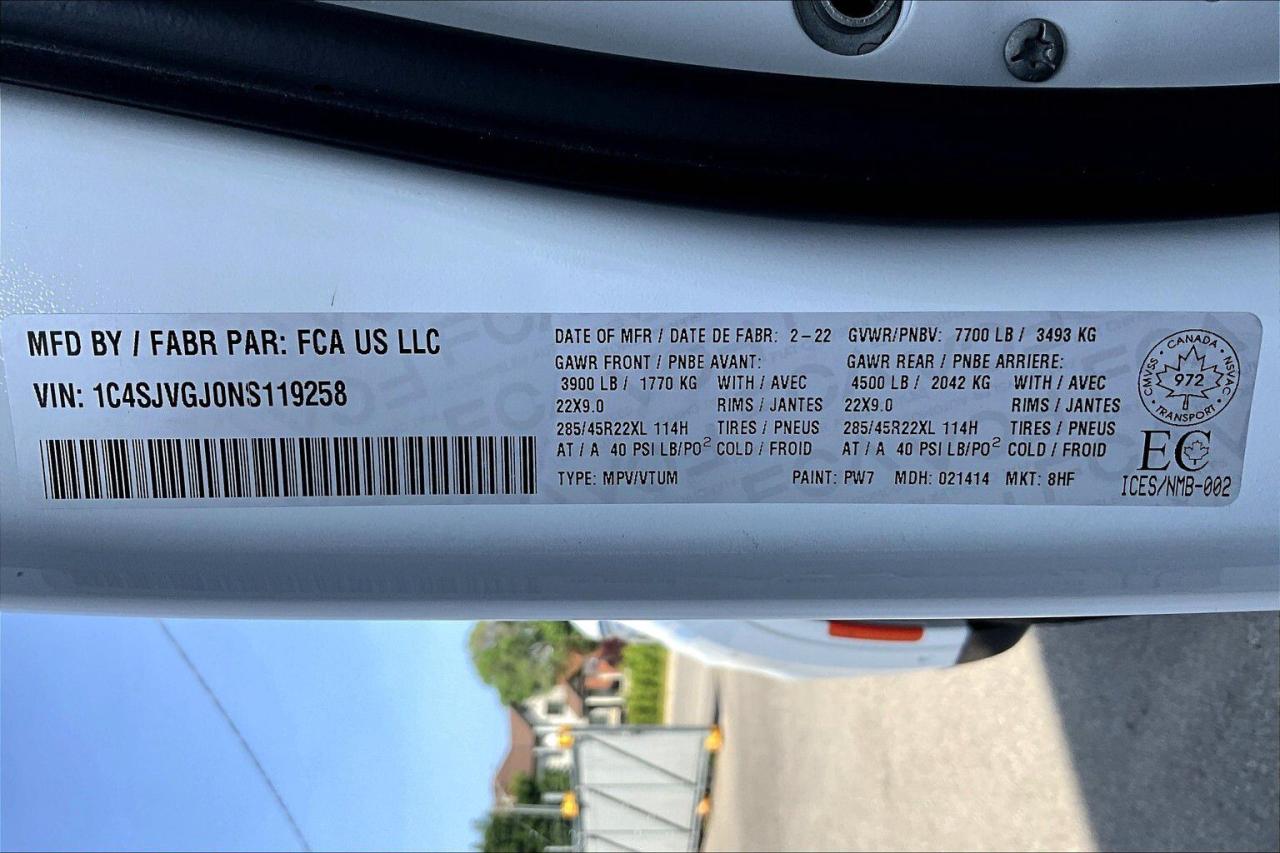 MFD BY / FABR PAR: FCA US LLC
VIN: 1C4SJVGJ0NS119258
DATE OF MFR / DATE DE FABR: 2-22 GVWR/PNBV: 7700 LB / 3493 KG
GAWR FRONT / PNBE AVANT: GAWR REAR / PNBE ARRIERE:
3900 LB / 1770 KG WITH / AVEC 4500 LB / 2042 KG WITH / AVEC
22X9.0 RIMS / JANTES 22X9.0 RIMS / JANTES
285/45R22XL 114H TIRES / PNEUS 285/45R22XL 114H TIRES / PNEUS
AT / A 40 PSI LB/PO² COLD / FROID AT / A 40 PSI LB/PO² COLD / FROID
TYPE: MPV/VTUM PAINT: PW7 MDH: 021414 MKT: 8HF
CANADA
CMVSS 972 NSVAC
TRANSPORT
EC
ICES/NMB-002